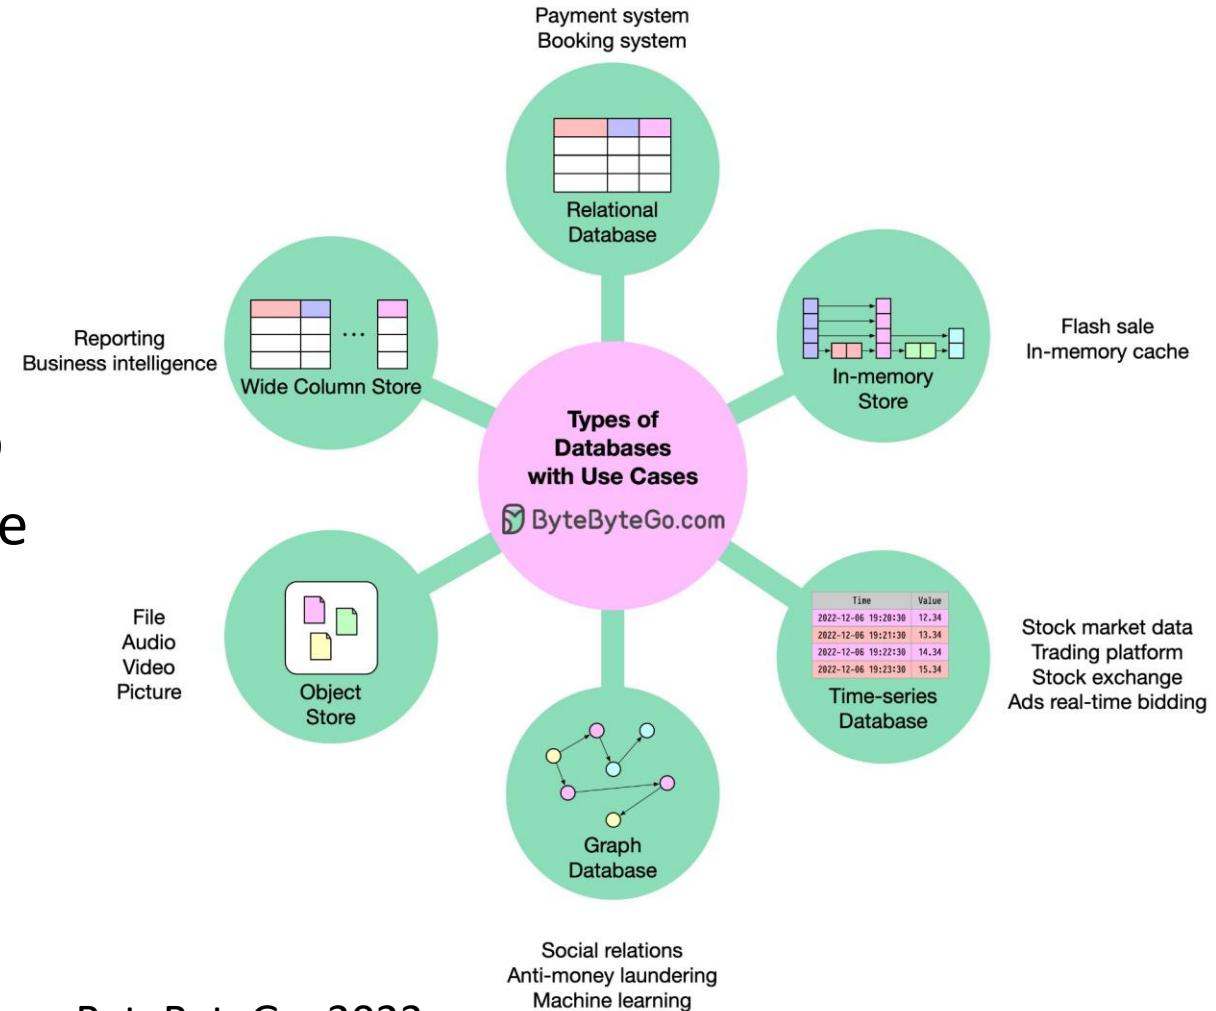 Payment system
Booking system
Relational
Database
Reporting
Business intelligence
Wide Column Store
...
In-memory
Store
Flash sale
In-memory cache
Types of
Databases
with Use Cases
ByteByteGo.com
e
File
Audio
Video
Picture
Object
Store
Time Value
2022-12-06 19:20:30 12.34
2022-12-06 19:21:30 13.34
2022-12-06 19:22:30 14.34
2022-12-06 19:23:30 15.34
Time-series
Database
Stock market data
Trading platform
Stock exchange
Ads real-time bidding
Graph
Database
Social relations
Anti-money laundering
Machine learning